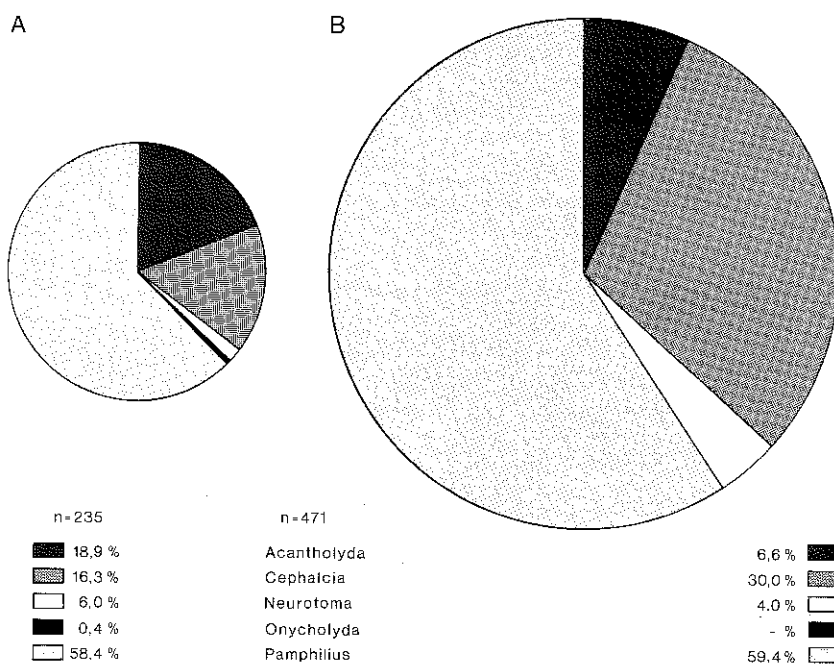 A B
n=235 n=471
18,9 % Acantholyda 6,6 %
16,3 % Cephalcia 30,0 %
6,0 % Neurotoma 4.0 %
0,4 % Onycholyda - %
58,4 % Pamphilius 59,4 %